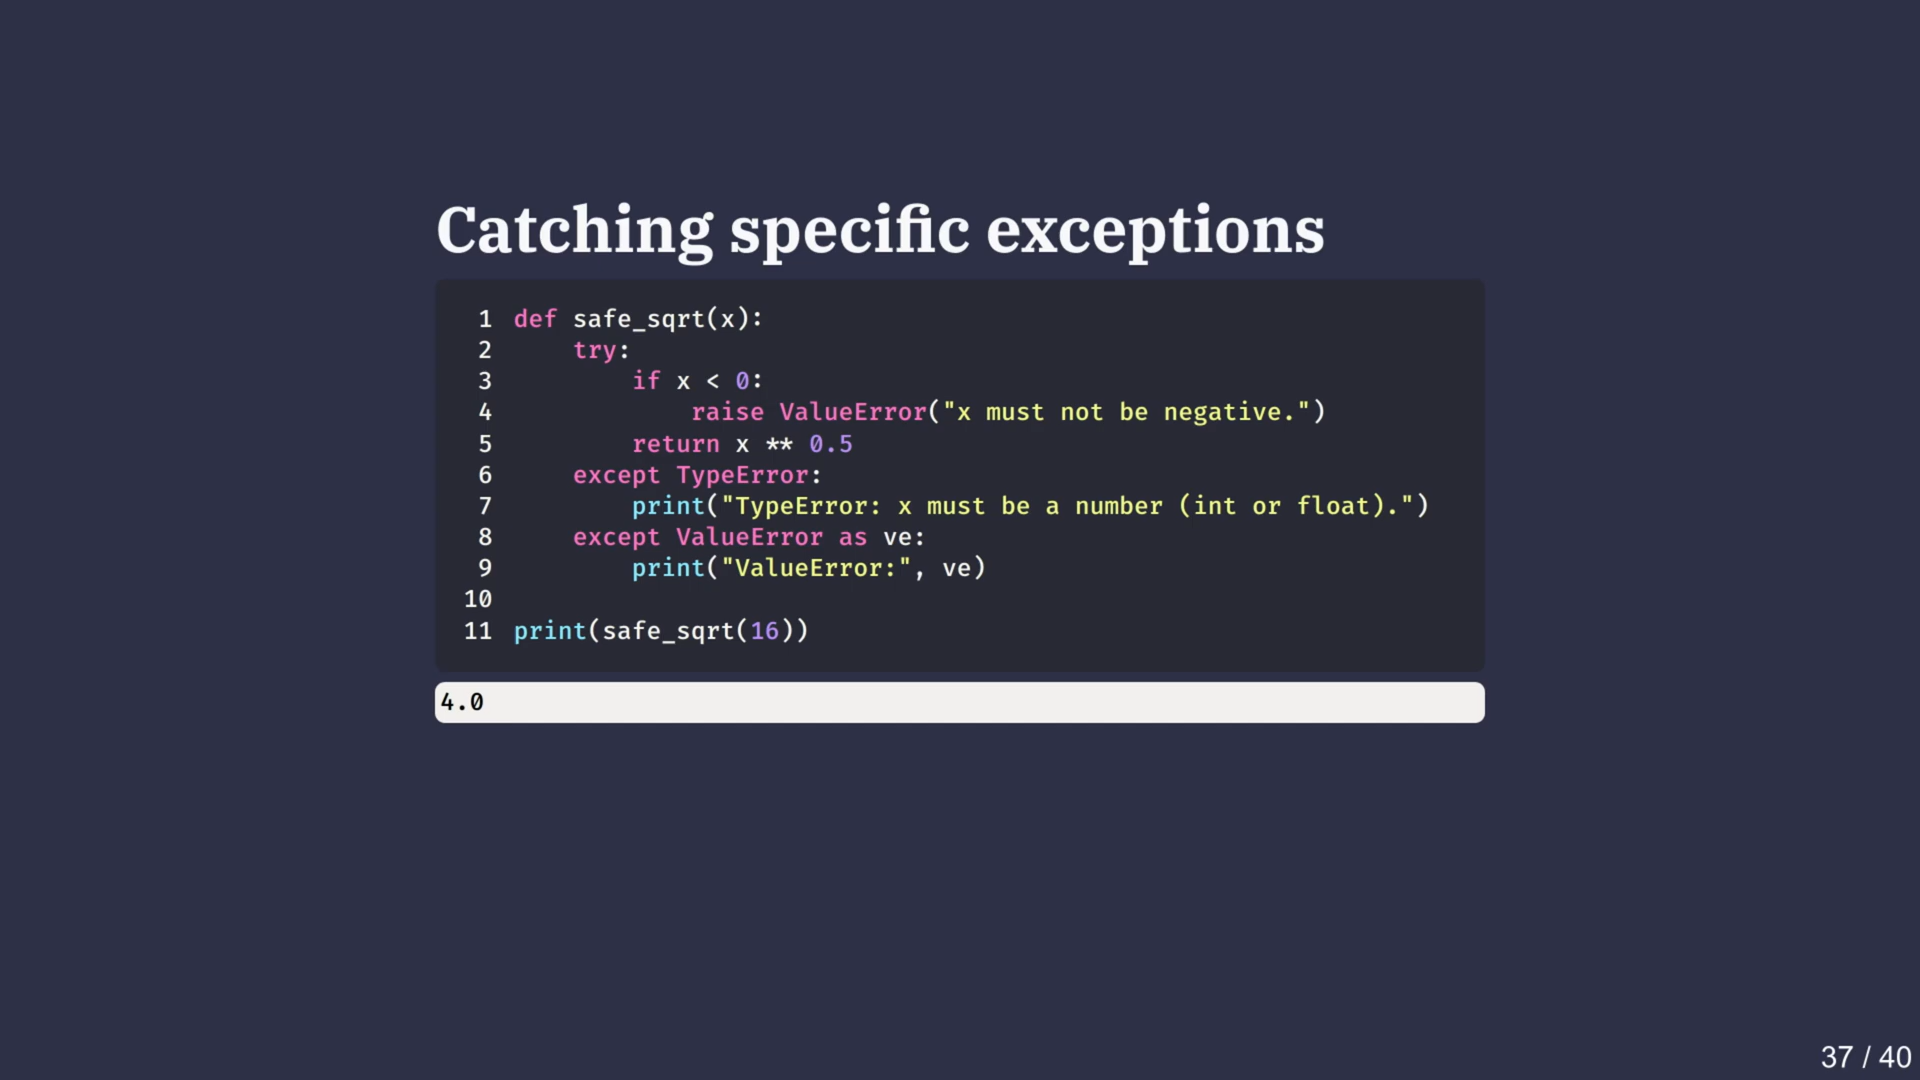 Catching specific exceptions
1 def safe_sqrt(x):
2     try:
3         if x < 0:
4             raise ValueError("x must not be negative.")
5         return x ** 0.5
6     except TypeError:
7         print("TypeError: x must be a number (int or float).")
8     except ValueError as ve:
9         print("ValueError:", ve)
10
11 print(safe_sqrt(16))
4.0
37 / 40